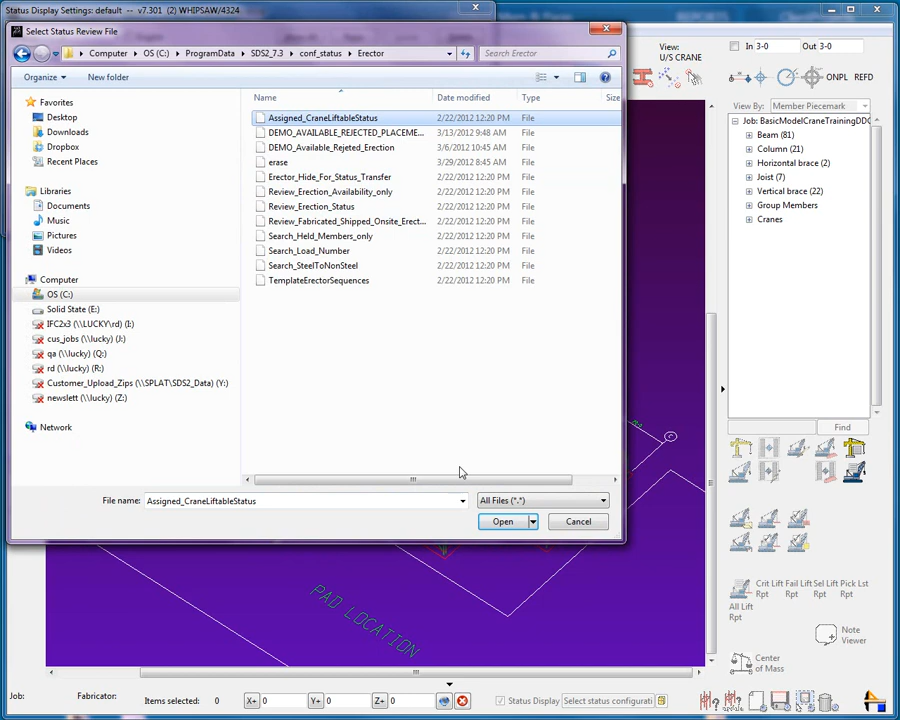 Status Display Settings: default -- v7.301 (2) WHIPSAW/4324
Select Status Review File
Computer OS (C:) ProgramData SDS2_7.3 conf_status Erector
Search Erector
Organize New folder
Favorites
Desktop
Downloads
Dropbox
Recent Places
Libraries
Documents
Music
Pictures
Videos
Computer
OS (C:)
Solid State (E:)
IFC2x3 (\\LUCKY\rd) (I:)
cus_jobs (\\lucky) (J:)
qa (\\lucky) (Q:)
rd (\\lucky) (R:)
Customer_Upload_Zips (\\SPLAT\SDS2_Data) (Y:)
newslett (\\lucky) (Z:)
Network
Name Date modified Type Size
Assigned_CraneLiftableStatus 2/22/2012 12:20 PM File
DEMO_AVAILABLE_REJECTED_PLACEME... 3/13/2012 9:48 AM File
DEMO_Available_Rejeted_Erection 3/6/2012 10:45 AM File
erase 3/29/2012 8:45 AM File
Erector_Hide_For_Status_Transfer 2/22/2012 12:20 PM File
Review_Erection_Availability_only 2/22/2012 12:20 PM File
Review_Erection_Status 2/22/2012 12:20 PM File
Review_Fabricated_Shipped_Onsite_Erect... 2/22/2012 12:20 PM File
Search_Held_Members_only 2/22/2012 12:20 PM File
Search_Load_Number 2/22/2012 12:20 PM File
Search_SteelToNonSteel 2/22/2012 12:20 PM File
TemplateErectorSequences 2/22/2012 12:20 PM File
File name: Assigned_CraneLiftableStatus
All Files (*.*)
Open Cancel
View:
U/S CRANE
In 3-0 Out 3-0
ONPL REFD
View By: Member Piecemark
Job: BasicModelCraneTrainingDDC
Beam (81)
Column (21)
Horizontal brace (2)
Joist (7)
Vertical brace (22)
Group Members
Cranes
Find
Crit Lift Rpt
Fail Lift Rpt
Sel Lift Rpt
Pick Lst Rpt
All Lift Rpt
Note Viewer
Center of Mass
PAD LOCATION
C
Job: Fabricator: Items selected: 0 X+ 0 Y+ 0 Z+ 0 Status Display Select status configurati